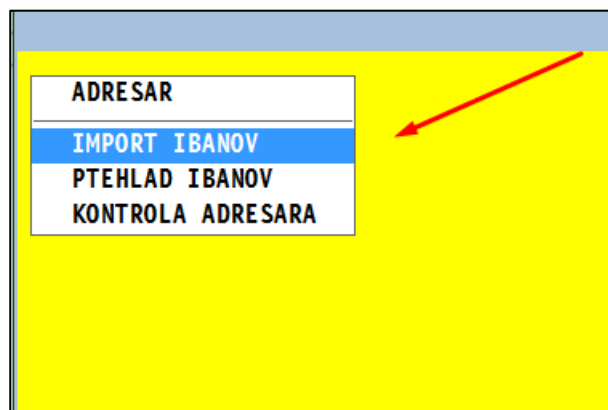 ADRESAR
IMPORT IBANOV
PTEHLAD IBANOV
KONTROLA ADRESARA